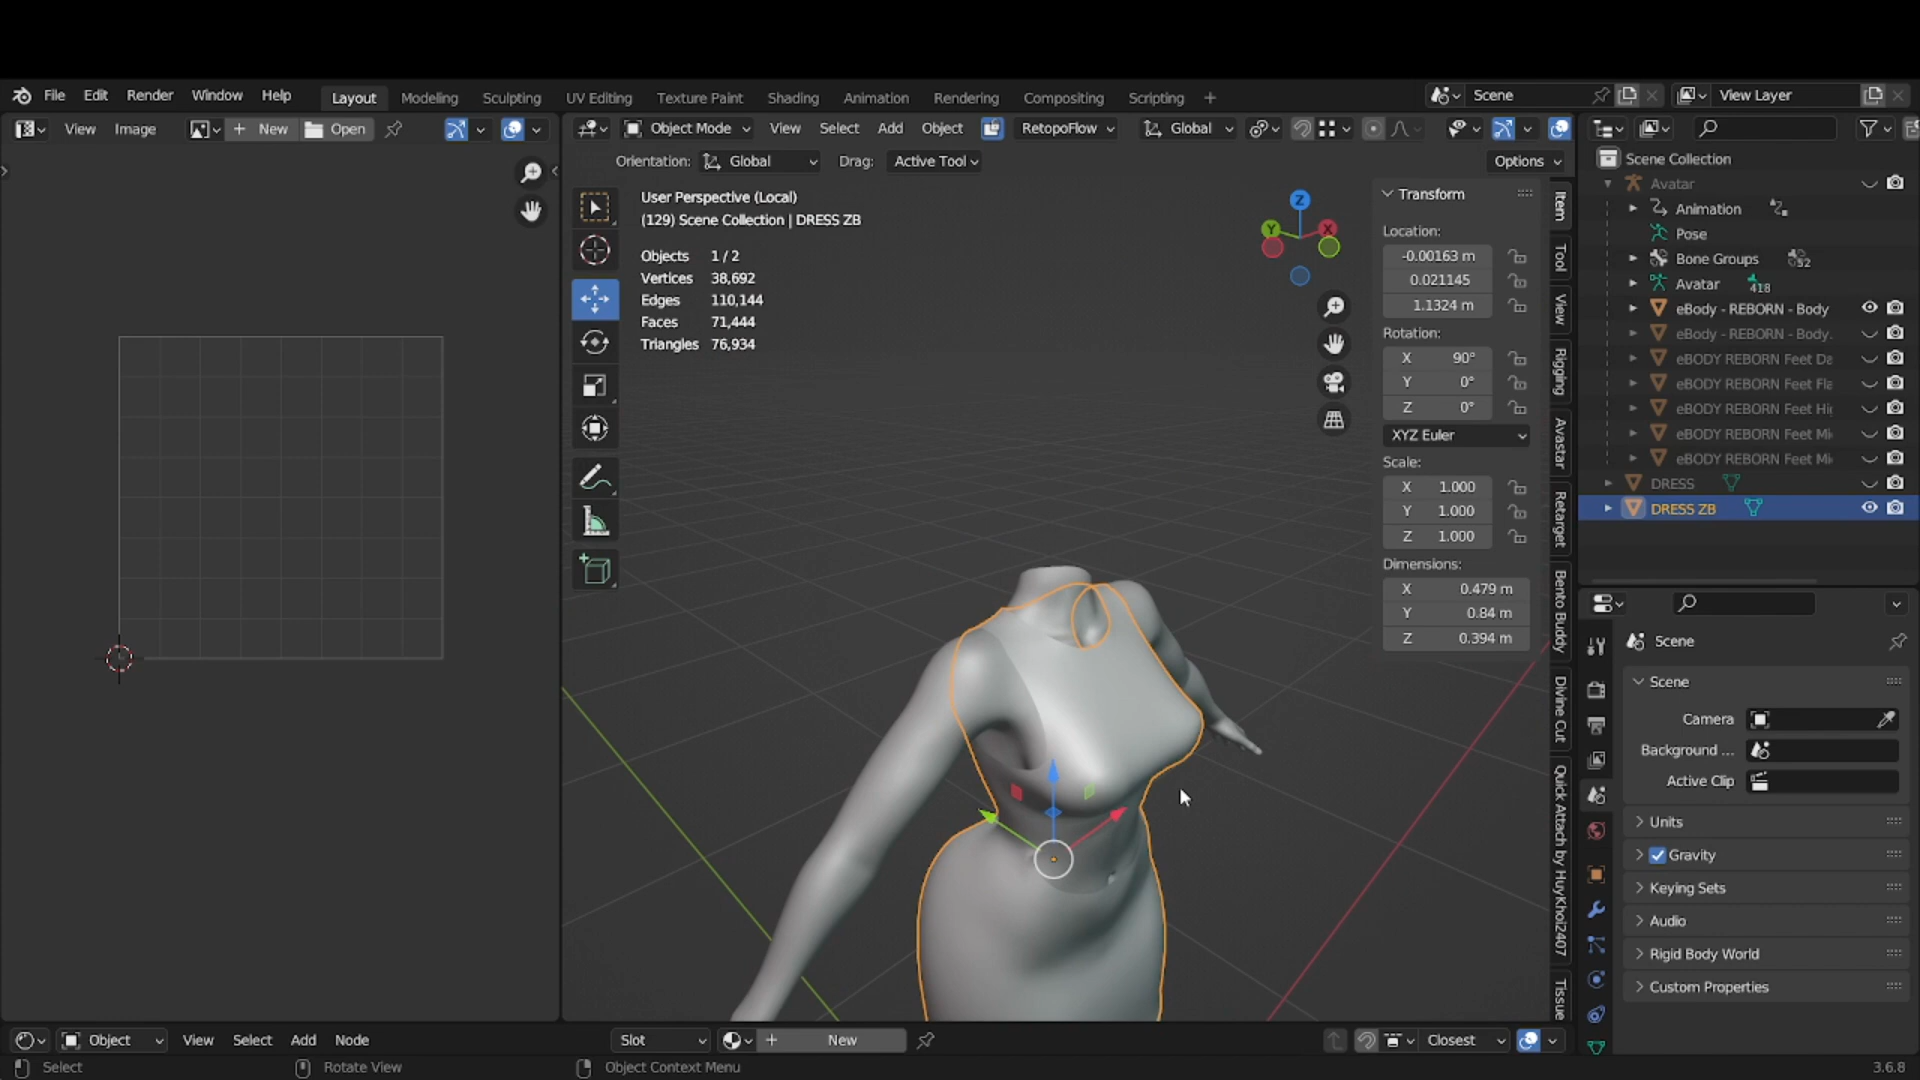 File Edit Render Window Help Layout Modeling Sculpting UV Editing Texture Paint Shading Animation Rendering Compositing Scripting + Scene View Layer
View Image + New Open Object Mode View Select Add Object RetopoFlow Global
Orientation: Global Drag: Active Tool Options
User Perspective (Local)
(129) Scene Collection | DRESS ZB
Objects 1 / 2
Vertices 38,692
Edges 110,144
Faces 71,444
Triangles 76,934
Z
Y
X
Transform
Location:
-0.00163 m
0.021145
1.1324 m
Rotation:
X 90°
Y 0°
Z 0°
XYZ Euler
Scale:
X 1.000
Y 1.000
Z 1.000
Dimensions:
X 0.479 m
Y 0.84 m
Z 0.394 m
Item
Tool
View
Rigging
Avastar
Retarget
Bento Buddy
Divine Cut
Quick Attach by HuyKhoi2407
Tissue
Scene Collection
Avatar
Animation
Pose
Bone Groups 52
Avatar 418
eBody - REBORN - Body
eBody - REBORN - Body.
eBODY REBORN Feet Da
eBODY REBORN Feet Fla
eBODY REBORN Feet Hig
eBODY REBORN Feet Mi
eBODY REBORN Feet Mi
DRESS
DRESS ZB
Scene
Scene
Camera
Background ...
Active Clip
Units
Gravity
Keying Sets
Audio
Rigid Body World
Custom Properties
Object View Select Add Node Slot + New Closest
Select Rotate View Object Context Menu 3.6.8